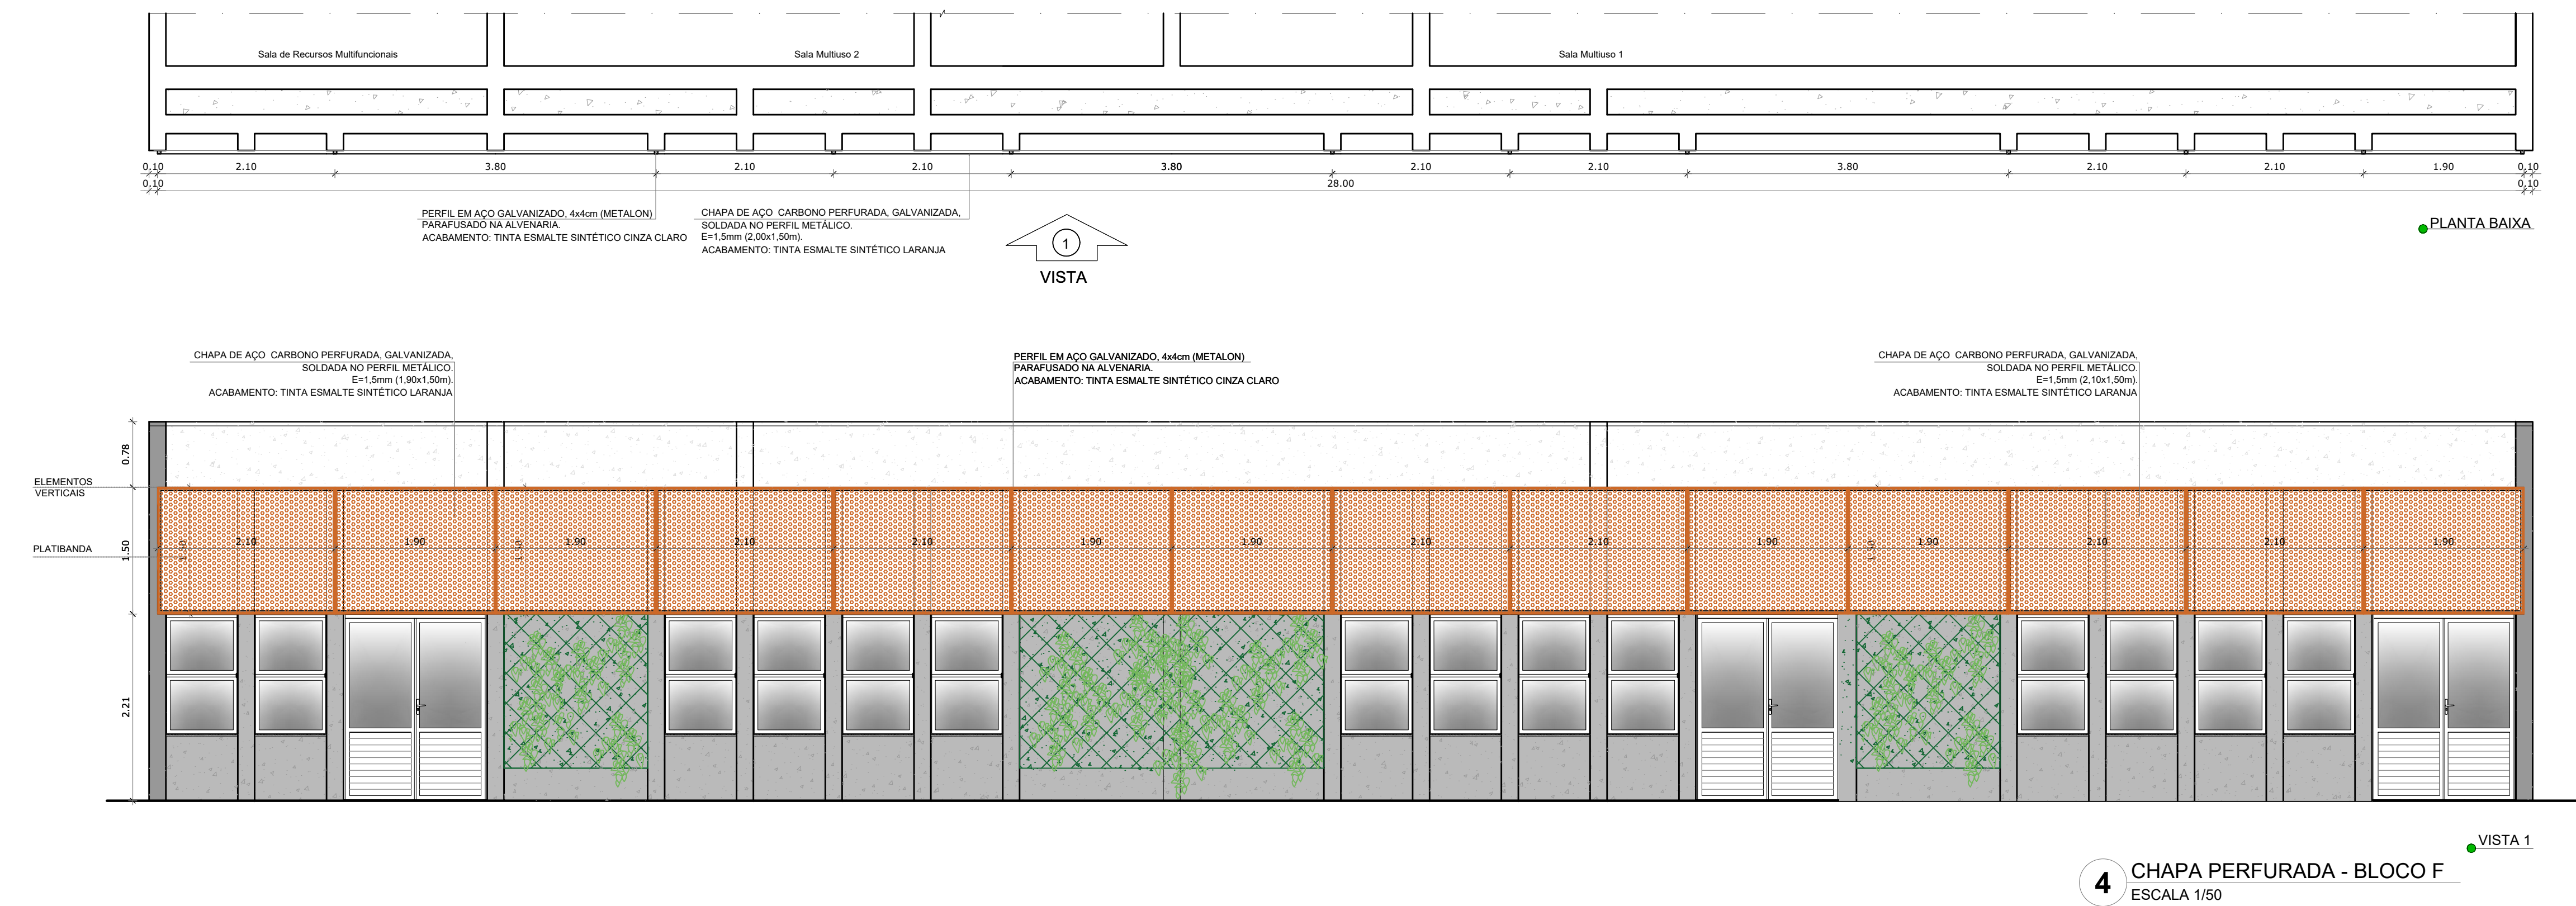 Sala de Recursos Multifuncionais
Sala Multiuso 2
Sala Multiuso 1
0,10 2.10 3.80 2.10 2.10 3.80 2.10 2.10 3.80 2.10 2.10 1.90 0,10
0,10 28.00 0,10
PERFIL EM AÇO GALVANIZADO, 4x4cm (METALON)
PARAFUSADO NA ALVENARIA.
ACABAMENTO: TINTA ESMALTE SINTÉTICO CINZA CLARO
CHAPA DE AÇO CARBONO PERFURADA, GALVANIZADA,
SOLDADA NO PERFIL METÁLICO.
E=1,5mm (2,00x1,50m).
ACABAMENTO: TINTA ESMALTE SINTÉTICO LARANJA
1
VISTA
PLANTA BAIXA
CHAPA DE AÇO CARBONO PERFURADA, GALVANIZADA,
SOLDADA NO PERFIL METÁLICO.
E=1,5mm (1,90x1,50m).
ACABAMENTO: TINTA ESMALTE SINTÉTICO LARANJA
PERFIL EM AÇO GALVANIZADO, 4x4cm (METALON)
PARAFUSADO NA ALVENARIA.
ACABAMENTO: TINTA ESMALTE SINTÉTICO CINZA CLARO
CHAPA DE AÇO CARBONO PERFURADA, GALVANIZADA,
SOLDADA NO PERFIL METÁLICO.
E=1,5mm (2,10x1,50m).
ACABAMENTO: TINTA ESMALTE SINTÉTICO LARANJA
0.78
ELEMENTOS
VERTICAIS
PLATIBANDA
1.50
1.50 2.10 1.90 1.50 1.90 2.10 2.10 1.90 1.90 2.10 2.10 1.90 1.50 1.90 2.10 2.10 1.90
2.21
VISTA 1
4
CHAPA PERFURADA - BLOCO F
ESCALA 1/50